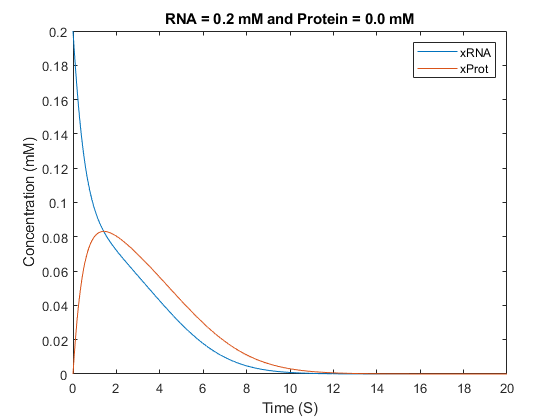 RNA = 0.2 mM and Protein = 0.0 mM
0.2
0.18
0.16
0.14
0.12
0.1
0.08
0.06
0.04
0.02
0
Concentration (mM)
xRNA
xProt
0 2 4 6 8 10 12 14 16 18 20
Time (S)